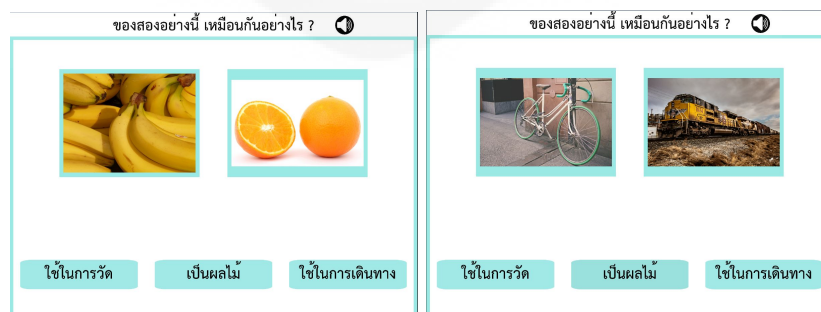 ของสองอย่างนี้ เหมือนกันอย่างไร ?
ใช้ในการวัด เป็นผลไม้ ใช้ในการเดินทาง
ของสองอย่างนี้ เหมือนกันอย่างไร ?
ใช้ในการวัด เป็นผลไม้ ใช้ในการเดินทาง